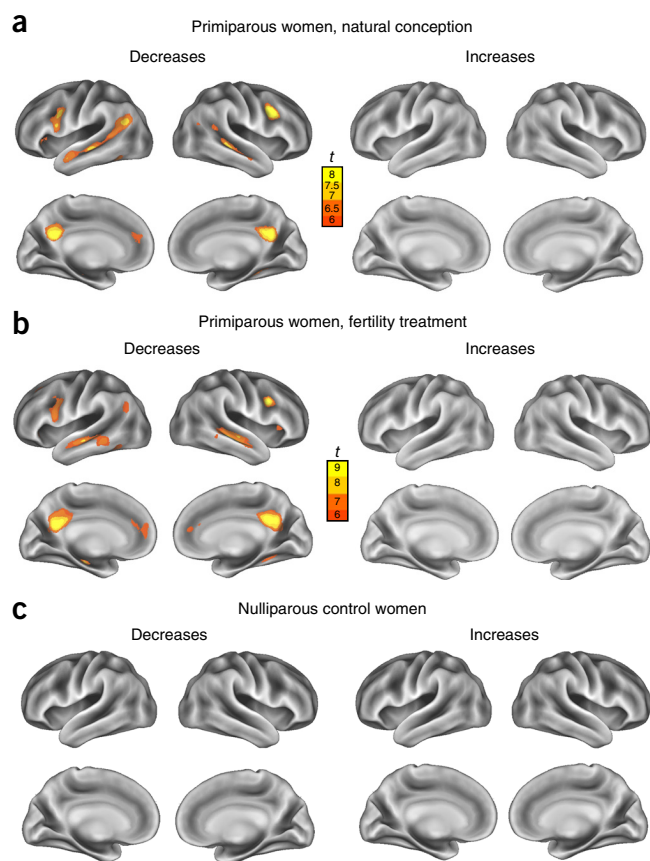 a
Primiparous women, natural conception
Decreases
Increases
t
8
7.5
7
6.5
6
b
Primiparous women, fertility treatment
Decreases
Increases
t
9
8
7
6
c
Nulliparous control women
Decreases
Increases